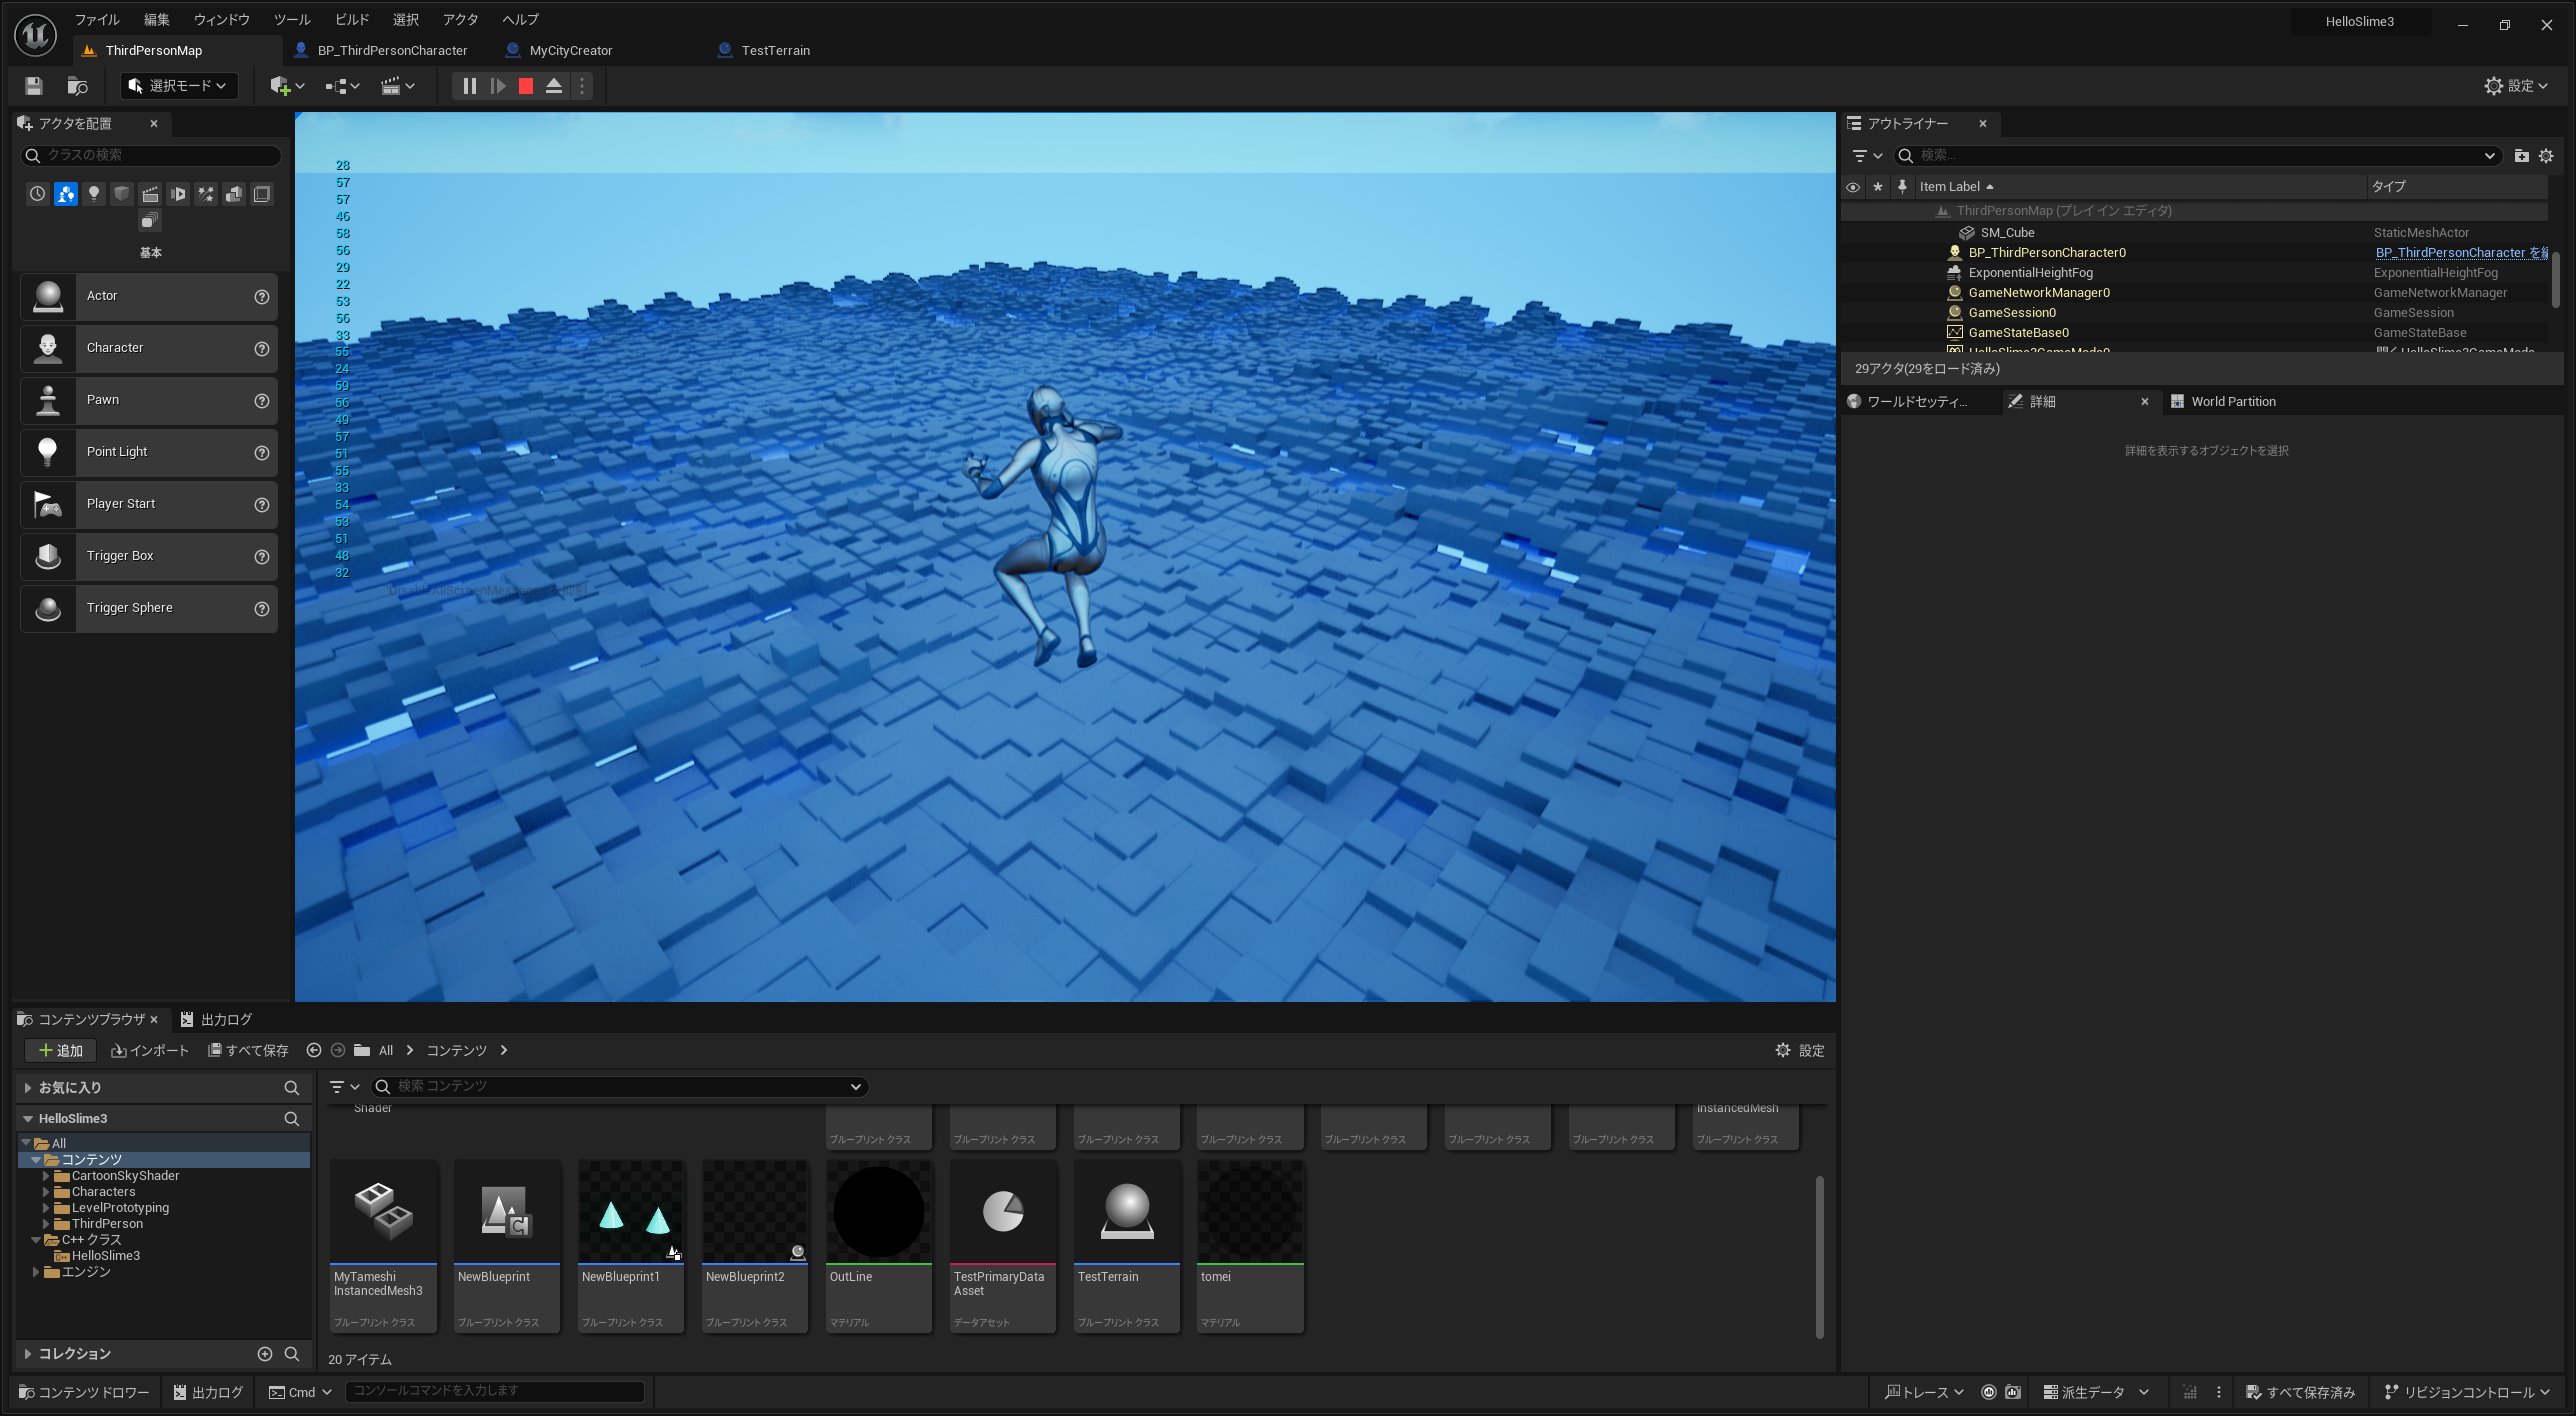 ファイル 編集 ウィンドウ ツール ビルド 選択 アクタ ヘルプ
HelloSlime3
ThirdPersonMap BP_ThirdPersonCharacter MyCityCreator TestTerrain
選択モード
設定
アクタを配置
クラスの検索
基本
Actor
Character
Pawn
Point Light
Player Start
Trigger Box
Trigger Sphere
28
57
57
46
58
56
29
22
53
56
33
55
24
59
56
49
57
51
55
33
54
53
51
48
32
アウトライナー
検索...
Item Label タイプ
ThirdPersonMap (プレイ イン エディタ)
SM_Cube StaticMeshActor
BP_ThirdPersonCharacter0 BP_ThirdPersonCharacter を
ExponentialHeightFog ExponentialHeightFog
GameNetworkManager0 GameNetworkManager
GameSession0 GameSession
GameStateBase0 GameStateBase
HelloSlime3GameMode0 開く HelloSlime3GameMode
29アクタ(29をロード済み)
ワールドセッティ... 詳細 World Partition
詳細を表示するオブジェクトを選択
コンテンツブラウザ 出力ログ
追加 インポート すべて保存 All コンテンツ 設定
お気に入り
HelloSlime3
All
コンテンツ
CartoonSkyShader
Characters
LevelPrototyping
ThirdPerson
C++ クラス
HelloSlime3
エンジン
コレクション
検索 コンテンツ
Shader InstancedMesh
ブループリント クラス ブループリント クラス ブループリント クラス ブループリント クラス ブループリント クラス ブループリント クラス ブループリント クラス ブループリント クラス
MyTameshi NewBlueprint NewBlueprint1 NewBlueprint2 OutLine TestPrimaryData TestTerrain tomei
InstancedMesh3 Asset
ブループリント クラス ブループリント クラス ブループリント クラス ブループリント クラス マテリアル データアセット ブループリント クラス マテリアル
20 アイテム
コンテンツ ドロワー 出力ログ Cmd コンソールコマンドを入力します
トレース 派生データ すべて保存済み リビジョンコントロール